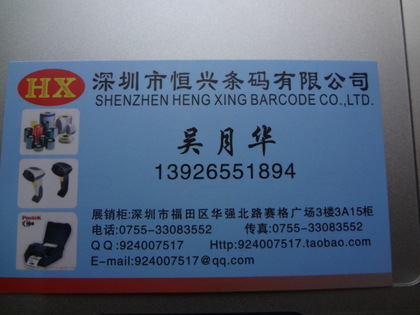 HX 深圳市恒兴条码有限公司
SHENZHEN HENG XING BARCODE CO.,LTD.
吴月华
13926551894
展销柜:深圳市福田区华强北路赛格广场3楼3A15柜
电话:0755-33083552 传真:0755-33083552
QQ:924007517 Http:924007517.taobao.com
E-mail:924007517@qq.com
Postek